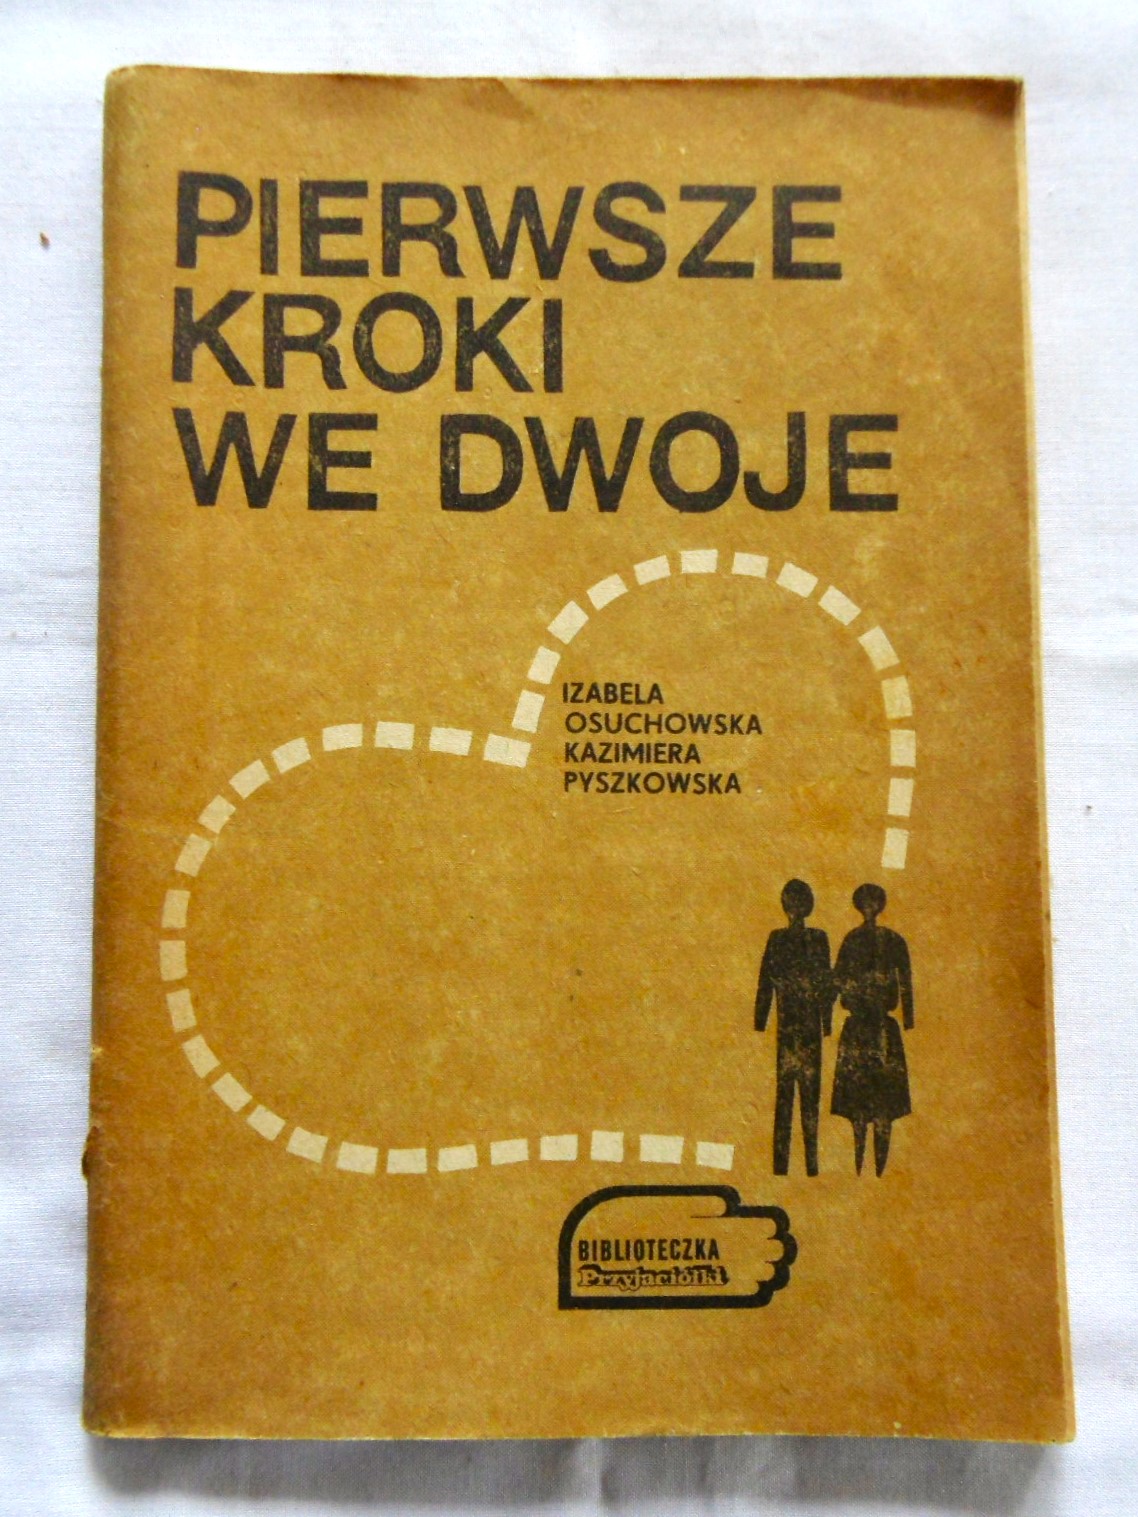 PIERWSZE
KROKI
WE DWOJE
IZABELA
OSUCHOWSKA
KAZIMIERA
PYSZKOWSKA
BIBLIOTECZKA
Przyjaciółki